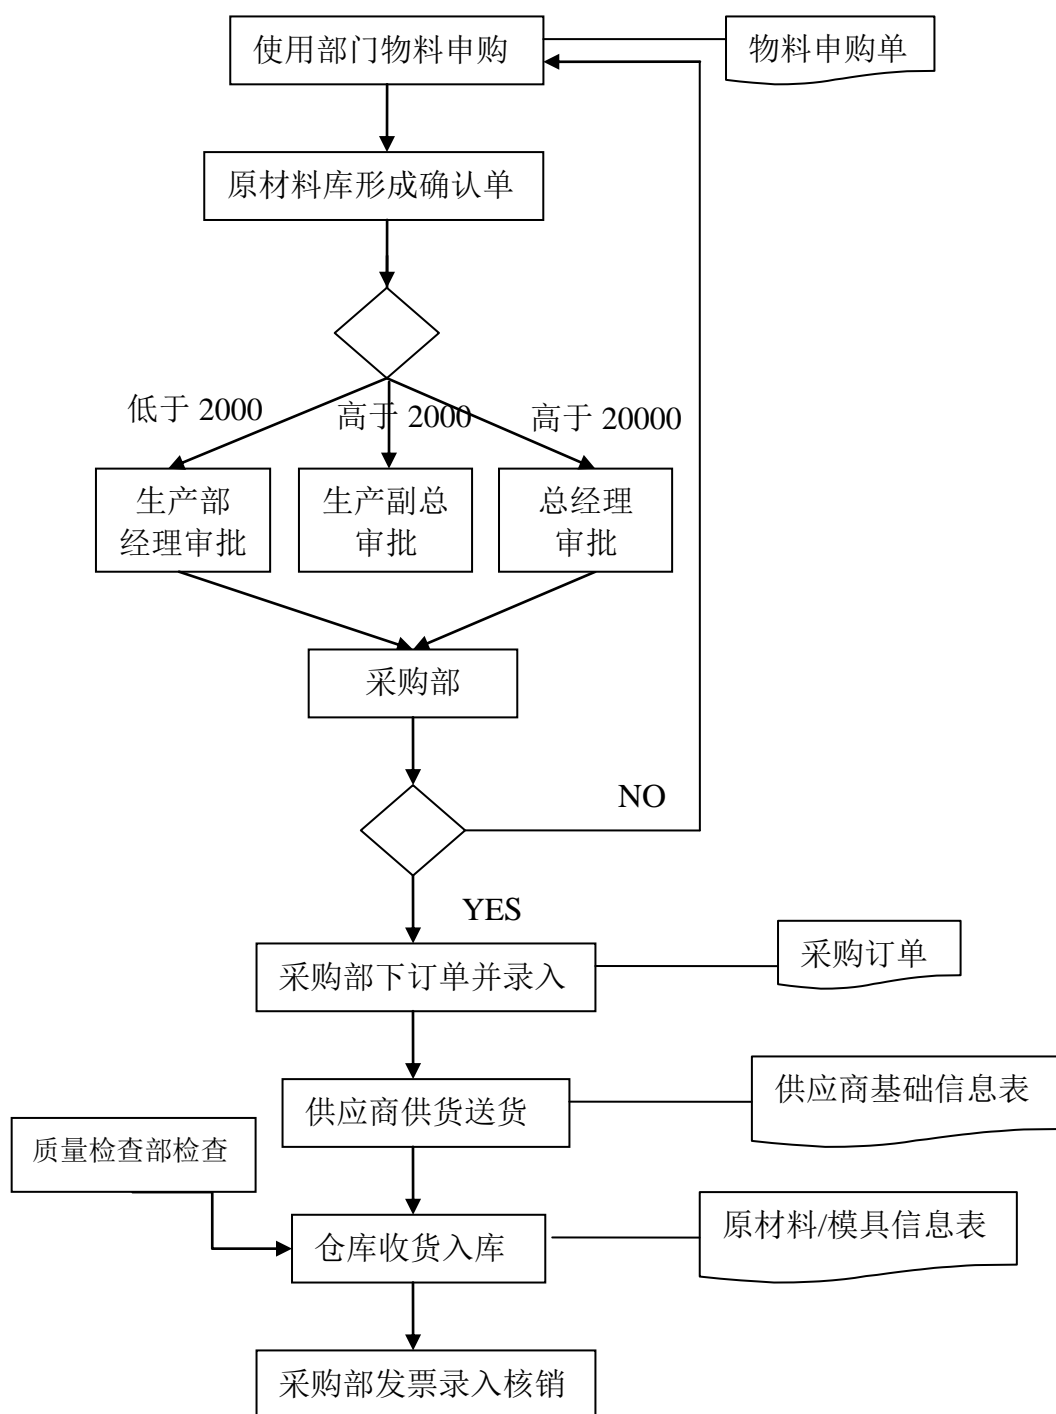 使用部门物料申购
物料申购单
原材料库形成确认单
低于 2000
高于 2000
高于 20000
生产部
经理审批
生产副总
审批
总经理
审批
采购部
NO
YES
采购部下订单并录入
采购订单
供应商供货送货
供应商基础信息表
质量检查部检查
仓库收货入库
原材料/模具信息表
采购部发票录入核销